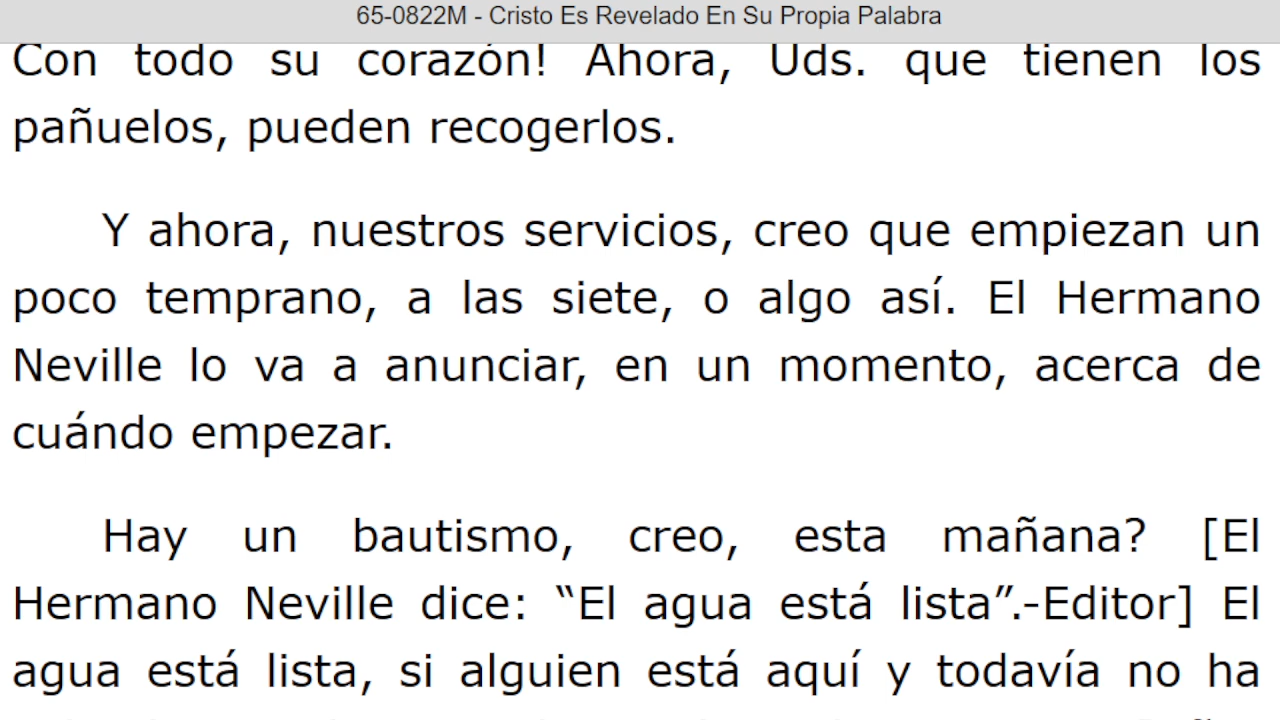 65-0822M - Cristo Es Revelado En Su Propia Palabra
Con todo su corazón! Ahora, Uds. que tienen los
pañuelos, pueden recogerlos.
Y ahora, nuestros servicios, creo que empiezan un
poco temprano, a las siete, o algo así. El Hermano
Neville lo va a anunciar, en un momento, acerca de
cuándo empezar.
Hay un bautismo, creo, esta mañana? [El
Hermano Neville dice: “El agua está lista”.-Editor] El
agua está lista, si alguien está aquí y todavía no ha